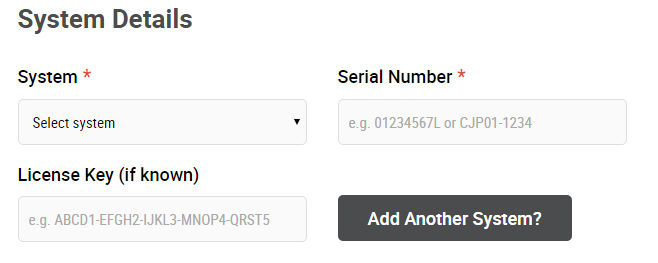 System Details
System *
Serial Number *
Select system
e.g. 01234567L or CJP01-1234
License Key (if known)
e.g. ABCD1-EFGH2-IJKL3-MNOP4-QRST5
Add Another System?